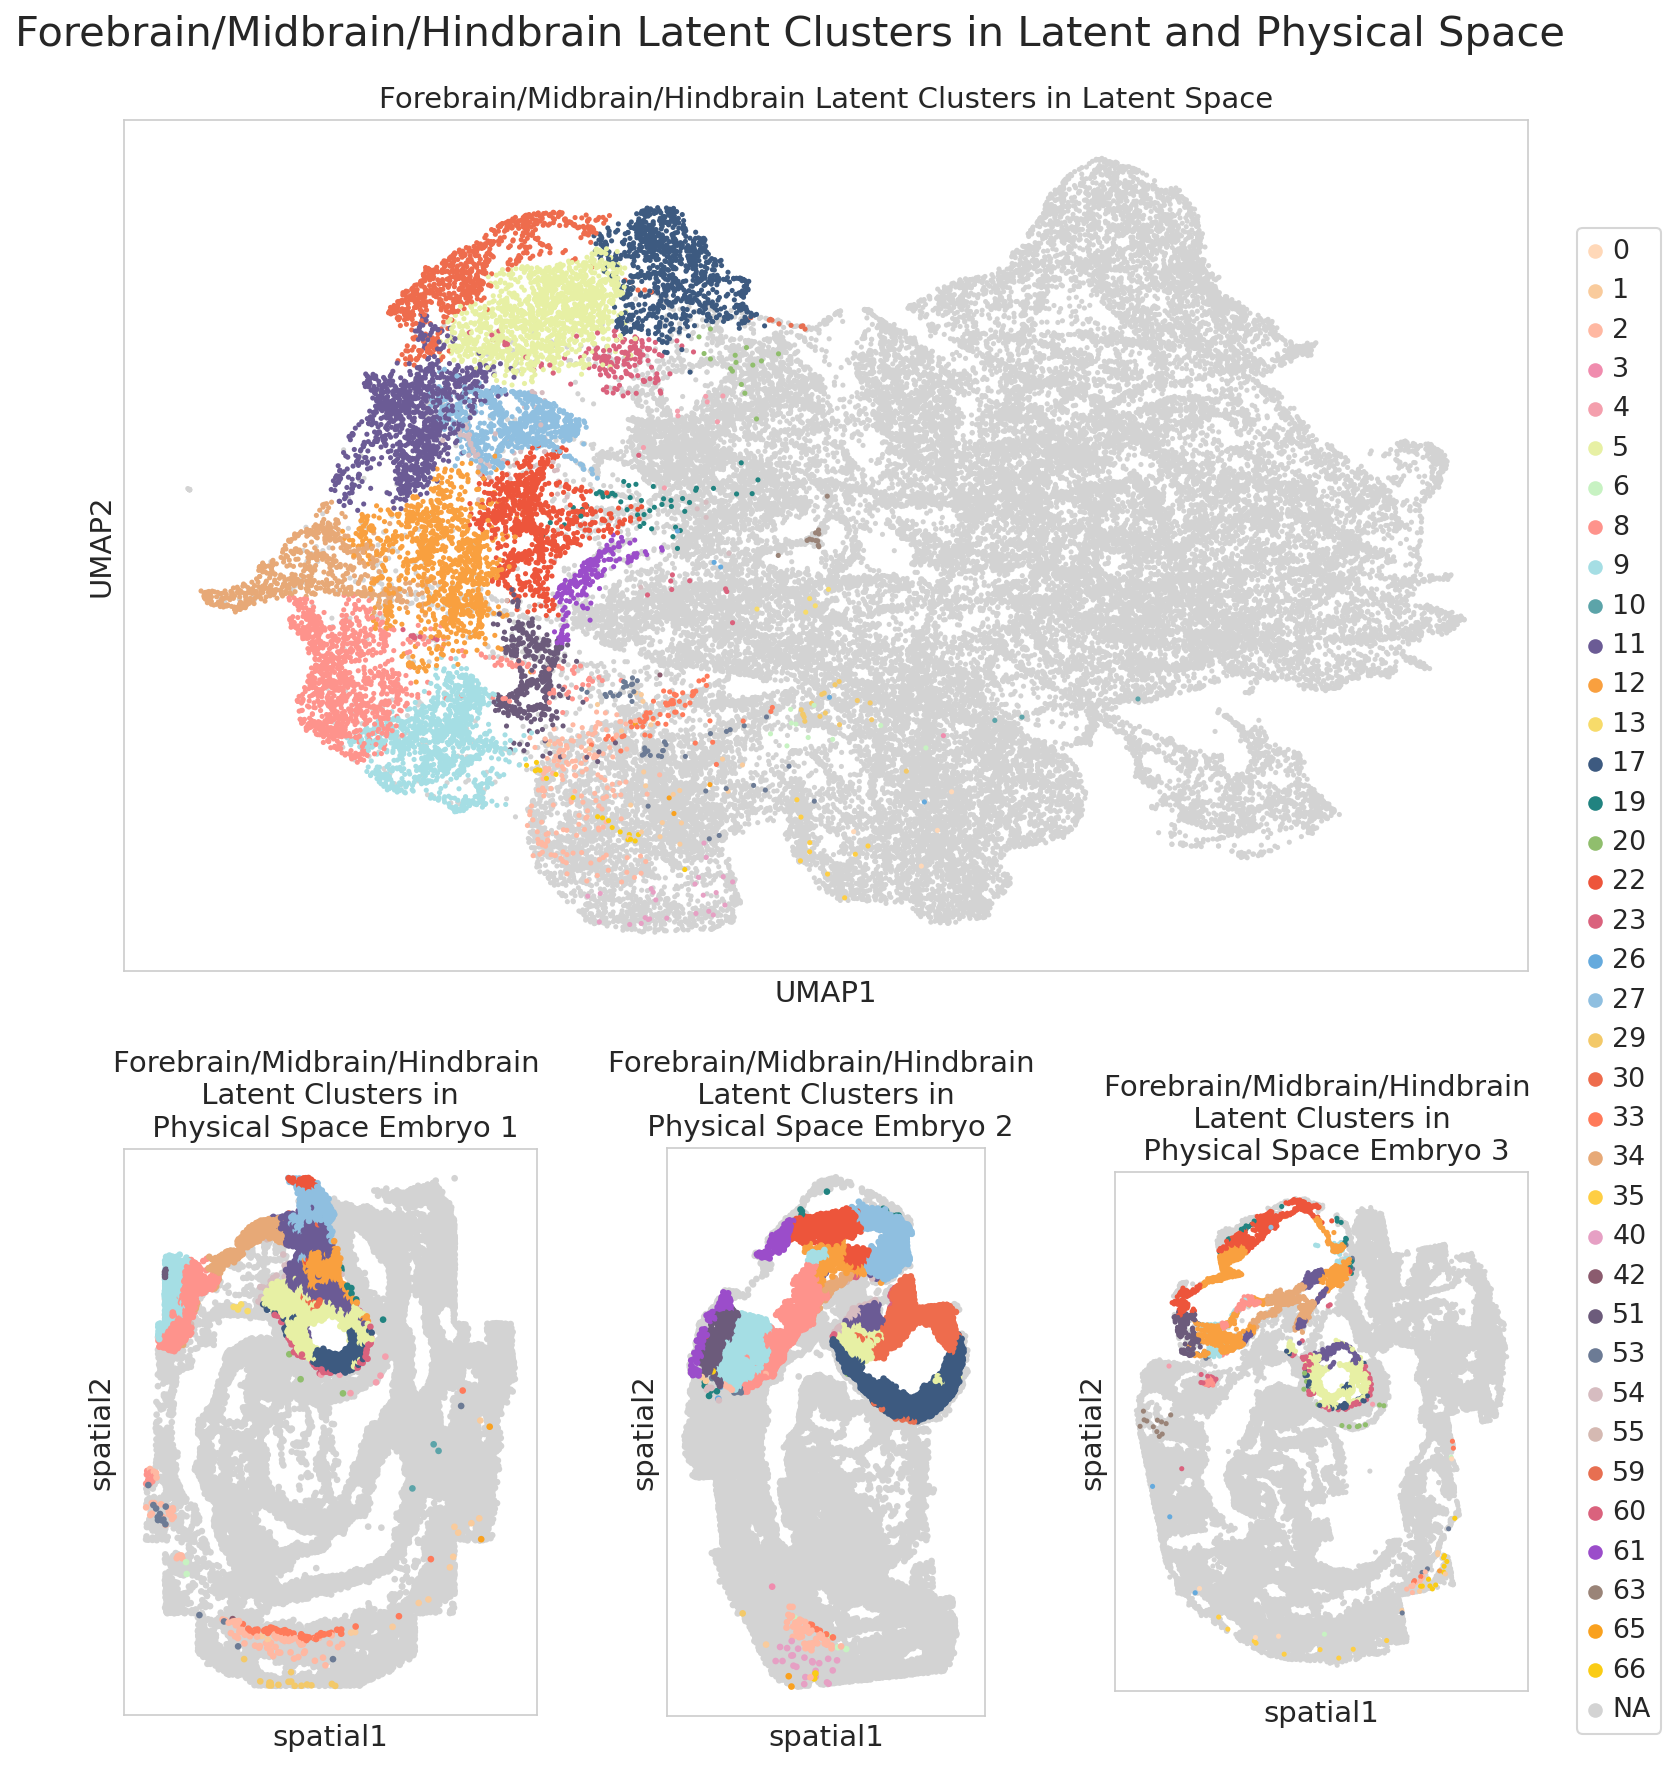 Forebrain/Midbrain/Hindbrain Latent Clusters in Latent and Physical Space
Forebrain/Midbrain/Hindbrain Latent Clusters in Latent Space
UMAP2
UMAP1
0
1
2
3
4
5
6
8
9
10
11
12
13
17
19
20
22
23
26
27
29
30
33
34
35
40
42
51
53
54
55
59
60
61
63
65
66
NA
Forebrain/Midbrain/Hindbrain
Latent Clusters in
Physical Space Embryo 1
spatial2
spatial1
Forebrain/Midbrain/Hindbrain
Latent Clusters in
Physical Space Embryo 2
spatial2
spatial1
Forebrain/Midbrain/Hindbrain
Latent Clusters in
Physical Space Embryo 3
spatial2
spatial1